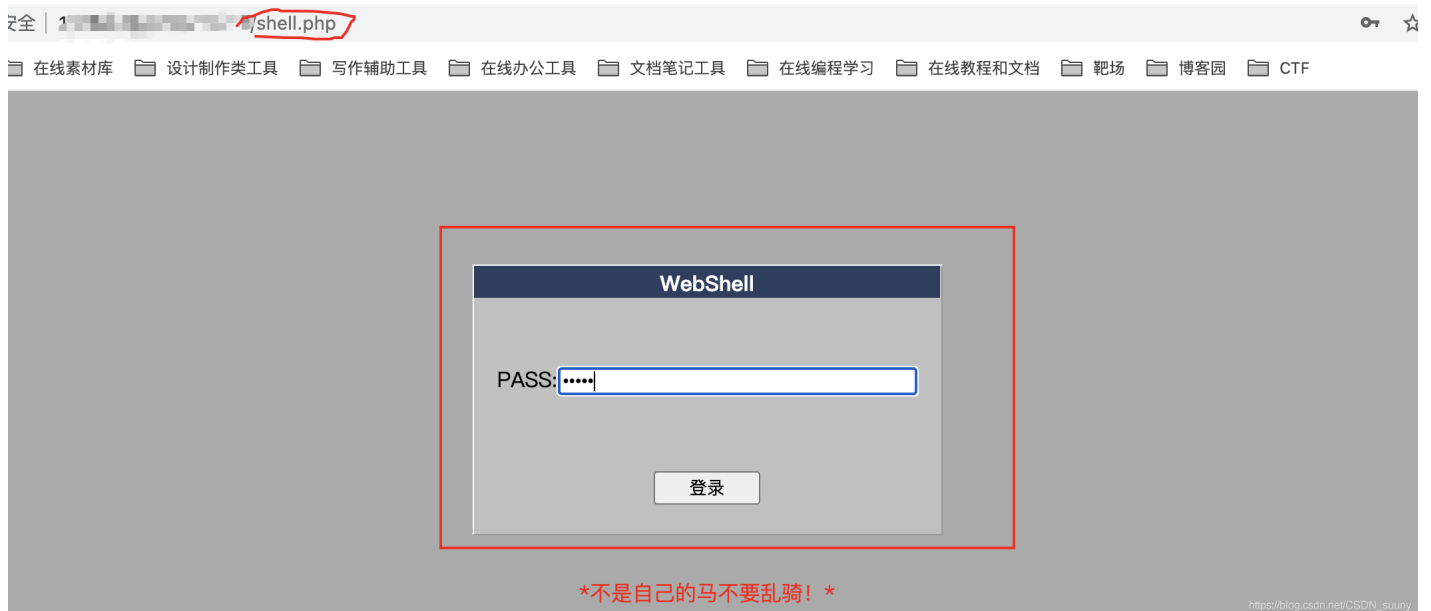 安全 /shell.php
在线素材库 设计制作类工具 写作辅助工具 在线办公工具 文档笔记工具 在线编程学习 在线教程和文档 靶场 博客园 CTF
WebShell
PASS:•••••
登录
*不是自己的马不要乱骑！*
https://blog.csdn.net/CSDN_suuny